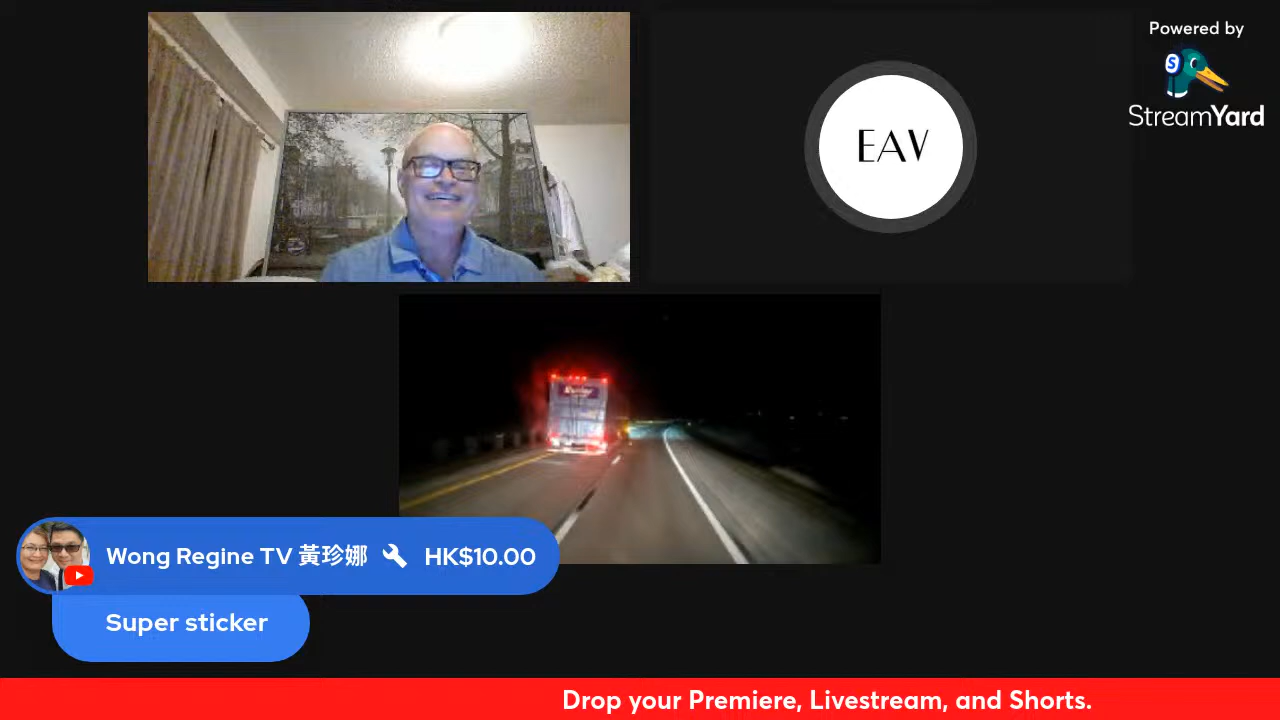 Powered by
S
StreamYard
EAV
Wong Regine TV 黃珍娜 HK$10.00
Super sticker
Drop your Premiere, Livestream, and Shorts.